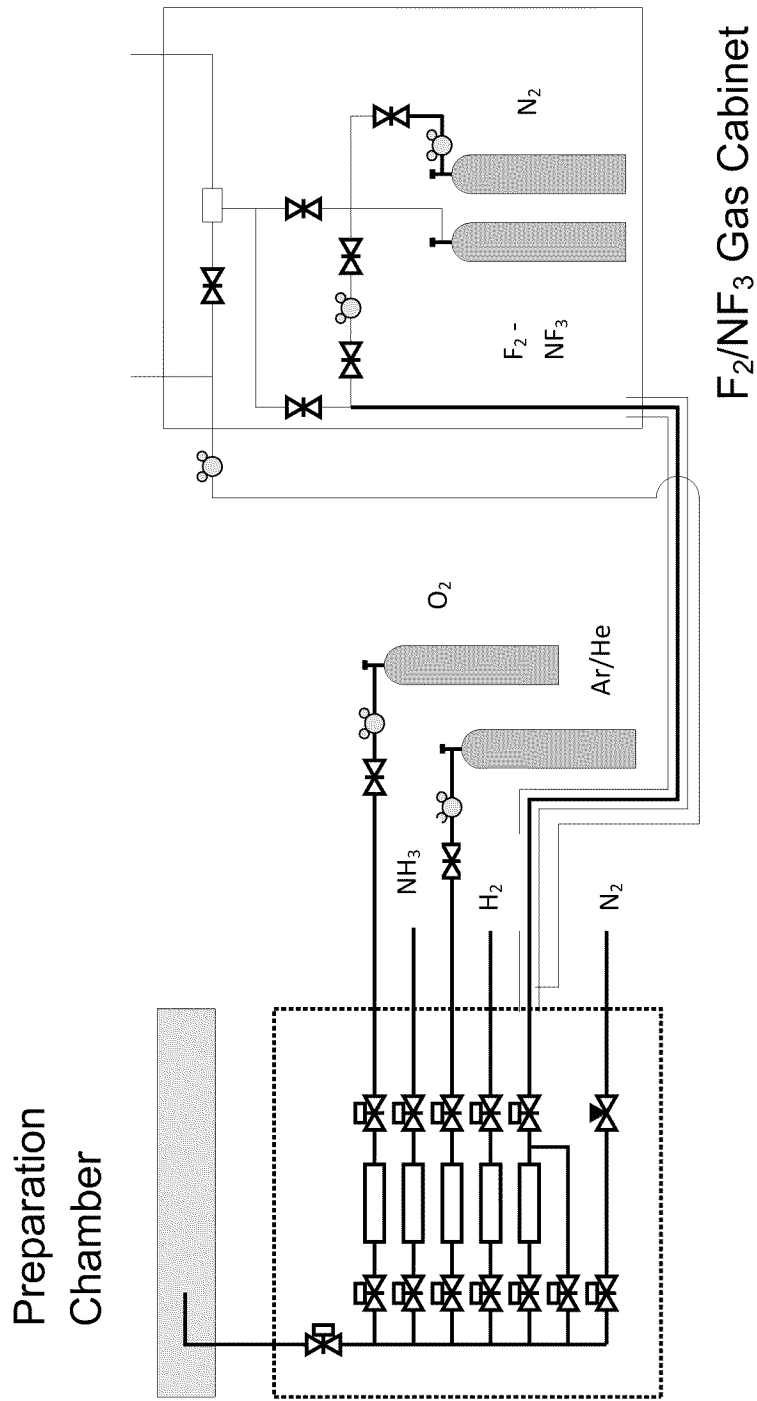 Preparation
Chamber
O₂
NH₃
Ar/He
H₂
N₂
N₂
F₂ -
NF₃
F₂/NF₃ Gas Cabinet